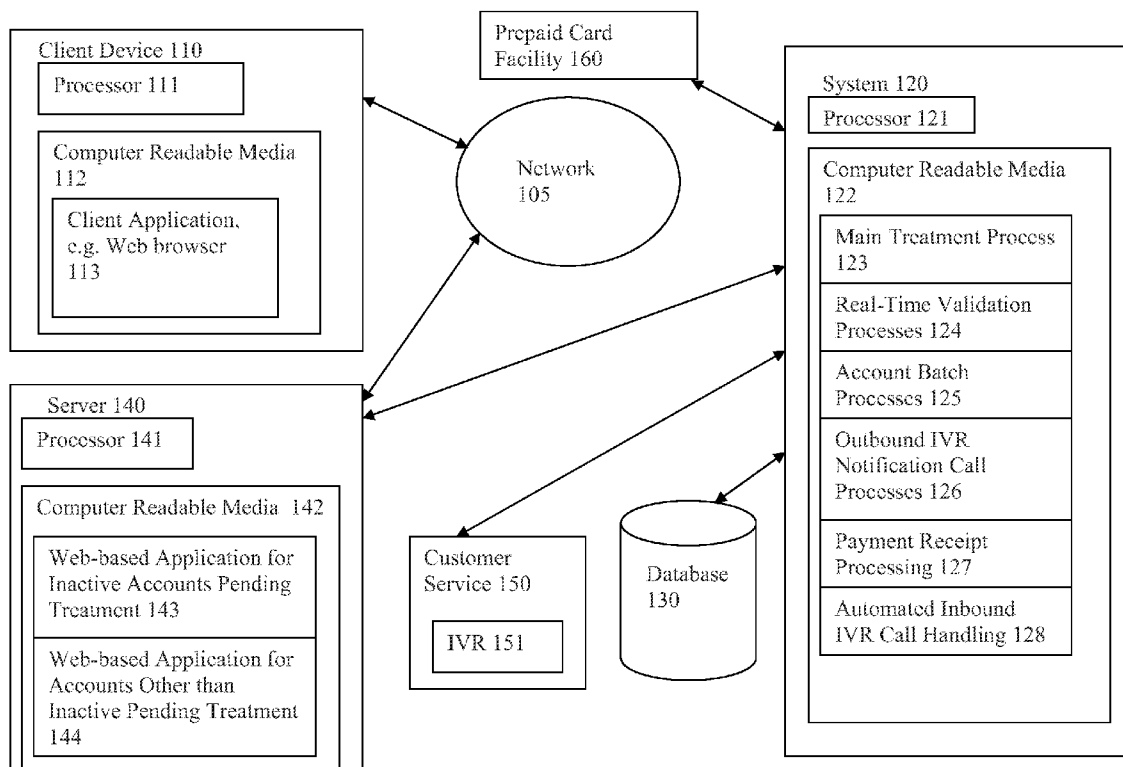 Client Device 110
Processor 111
Computer Readable Media
112
Client Application,
e.g. Web browser
113
Prepaid Card
Facility 160
Network
105
System 120
Processor 121
Computer Readable Media
122
Main Treatment Process
123
Real-Time Validation
Processes 124
Account Batch
Processes 125
Outbound IVR
Notification Call
Processes 126
Payment Receipt
Processing 127
Automated Inbound
IVR Call Handling 128
Server 140
Processor 141
Computer Readable Media 142
Web-based Application for
Inactive Accounts Pending
Treatment 143
Web-based Application for
Accounts Other than
Inactive Pending Treatment
144
Customer
Service 150
IVR 151
Database
130